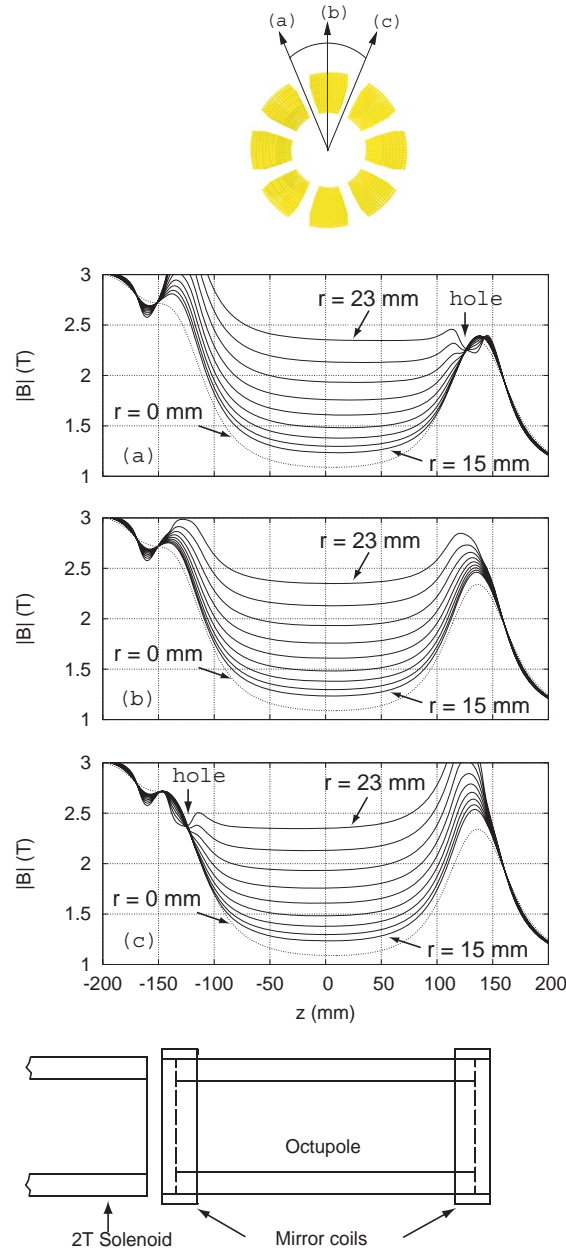 (a) (b) (c)
3
2.5
2
1.5
1
|B| (T)
r = 23 mm
hole
r = 0 mm
r = 15 mm
(a)
3
2.5
2
1.5
1
|B| (T)
r = 23 mm
r = 0 mm
r = 15 mm
(b)
3
2.5
2
1.5
1
|B| (T)
hole
r = 23 mm
r = 0 mm
r = 15 mm
(c)
-200 -150 -100 -50 0 50 100 150 200
z (mm)
Octupole
2T Solenoid
Mirror coils